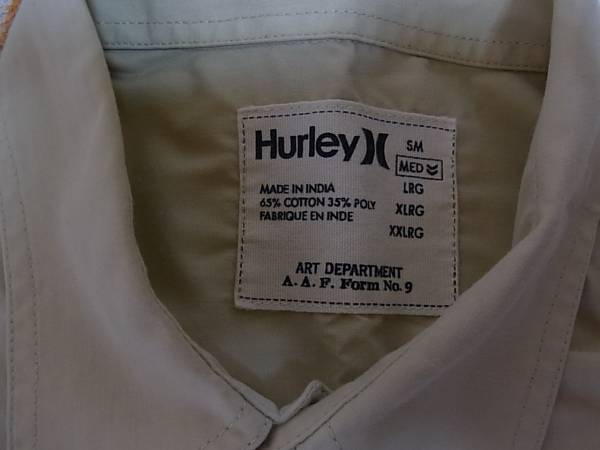 Hurley
SM
MED
LRG
XLRG
XXLRG
MADE IN INDIA
65% COTTON 35% POLY
FABRIQUE EN INDE
ART DEPARTMENT
A. A. F. Form No. 9